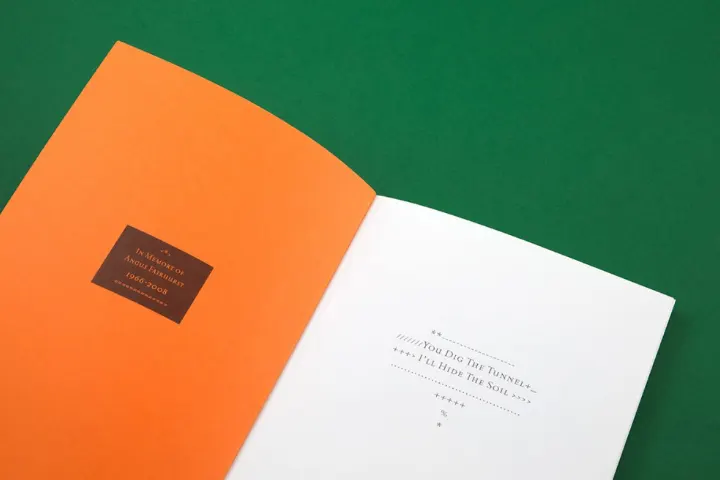 In Memory of
Angus Fairhurst
1966-2008
**--------------------
//////You Dig The Tunnel+_
++++ I'll Hide The Soil >>>>
+++++
%
*